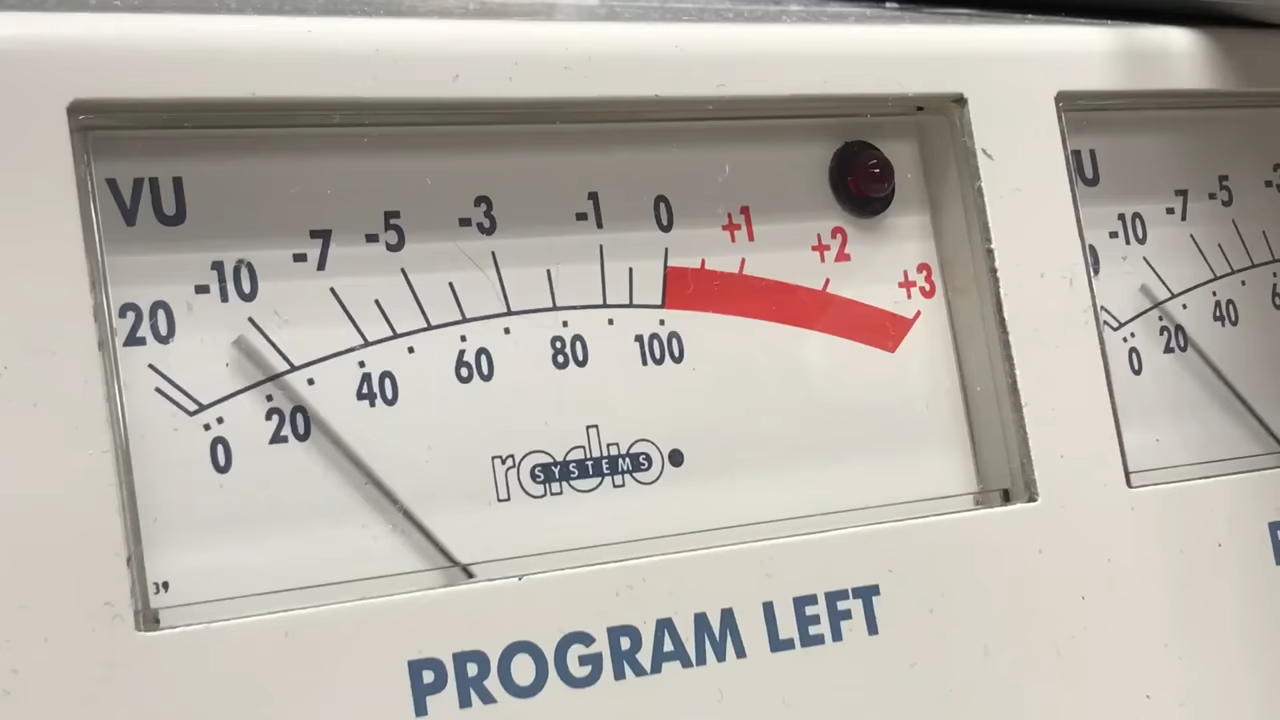 VU
20 -10 -7 -5 -3 -1 0 +1 +2 +3
0 20 40 60 80 100
radio
SYSTEMS
39
PROGRAM LEFT
U
-10 -7 -5
0 20 40